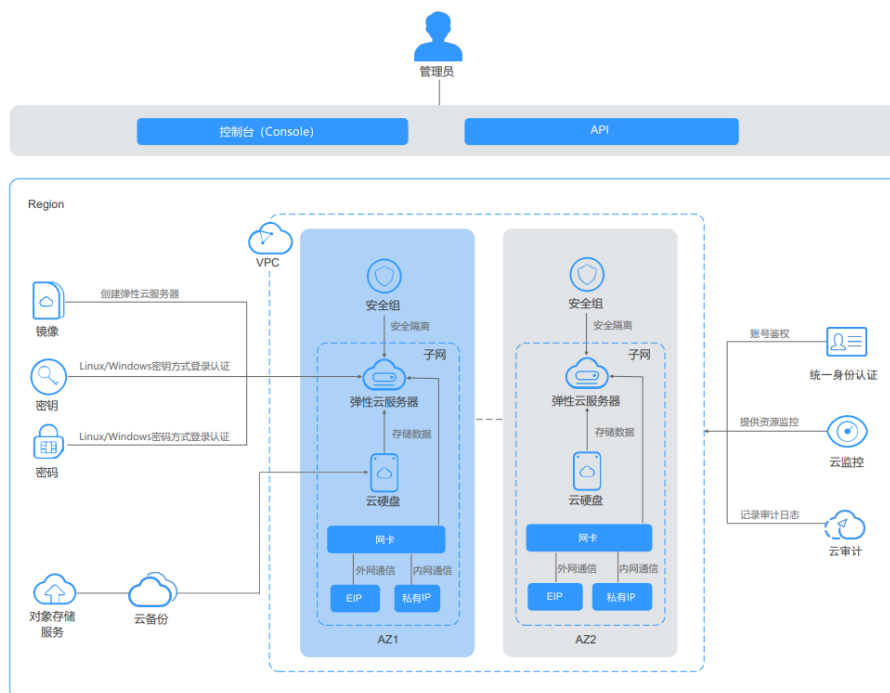 管理员
控制台（Console）
API
Region
VPC
安全组
安全隔离
子网
弹性云服务器
存储数据
云硬盘
网卡
外网通信
内网通信
EIP
私有IP
AZ1
安全组
安全隔离
子网
弹性云服务器
存储数据
云硬盘
网卡
外网通信
内网通信
EIP
私有IP
AZ2
创建弹性云服务器
镜像
Linux/Windows密钥方式登录认证
密钥
Linux/Windows密码方式登录认证
密码
对象存储
服务
云备份
账号鉴权
统一身份认证
提供资源监控
云监控
记录审计日志
云审计